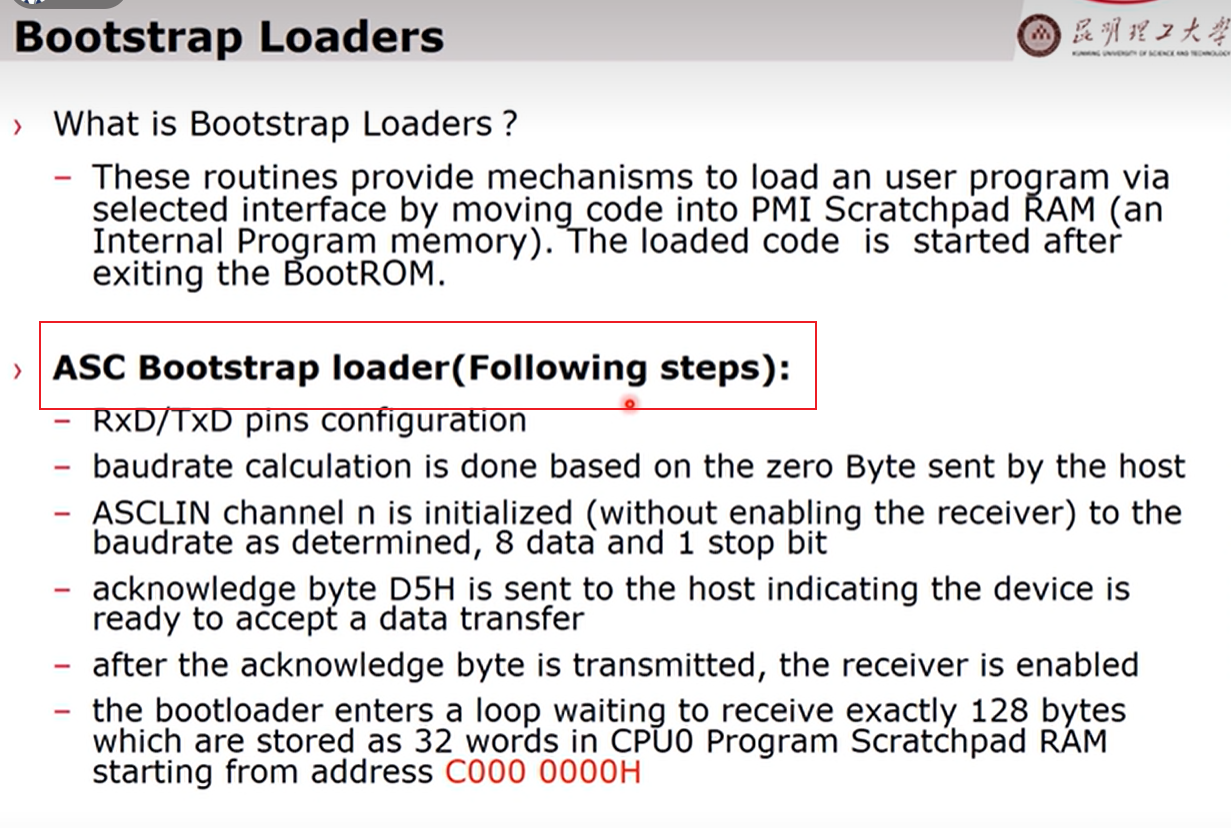 Bootstrap Loaders
昆明理工大学
KUNMING UNIVERSITY OF SCIENCE AND TECHNOLOGY
› What is Bootstrap Loaders ?
– These routines provide mechanisms to load an user program via
selected interface by moving code into PMI Scratchpad RAM (an
Internal Program memory). The loaded code is started after
exiting the BootROM.
› ASC Bootstrap loader(Following steps):
– RxD/TxD pins configuration
– baudrate calculation is done based on the zero Byte sent by the host
– ASCLIN channel n is initialized (without enabling the receiver) to the
baudrate as determined, 8 data and 1 stop bit
– acknowledge byte D5H is sent to the host indicating the device is
ready to accept a data transfer
– after the acknowledge byte is transmitted, the receiver is enabled
– the bootloader enters a loop waiting to receive exactly 128 bytes
which are stored as 32 words in CPU0 Program Scratchpad RAM
starting from address C000 0000H